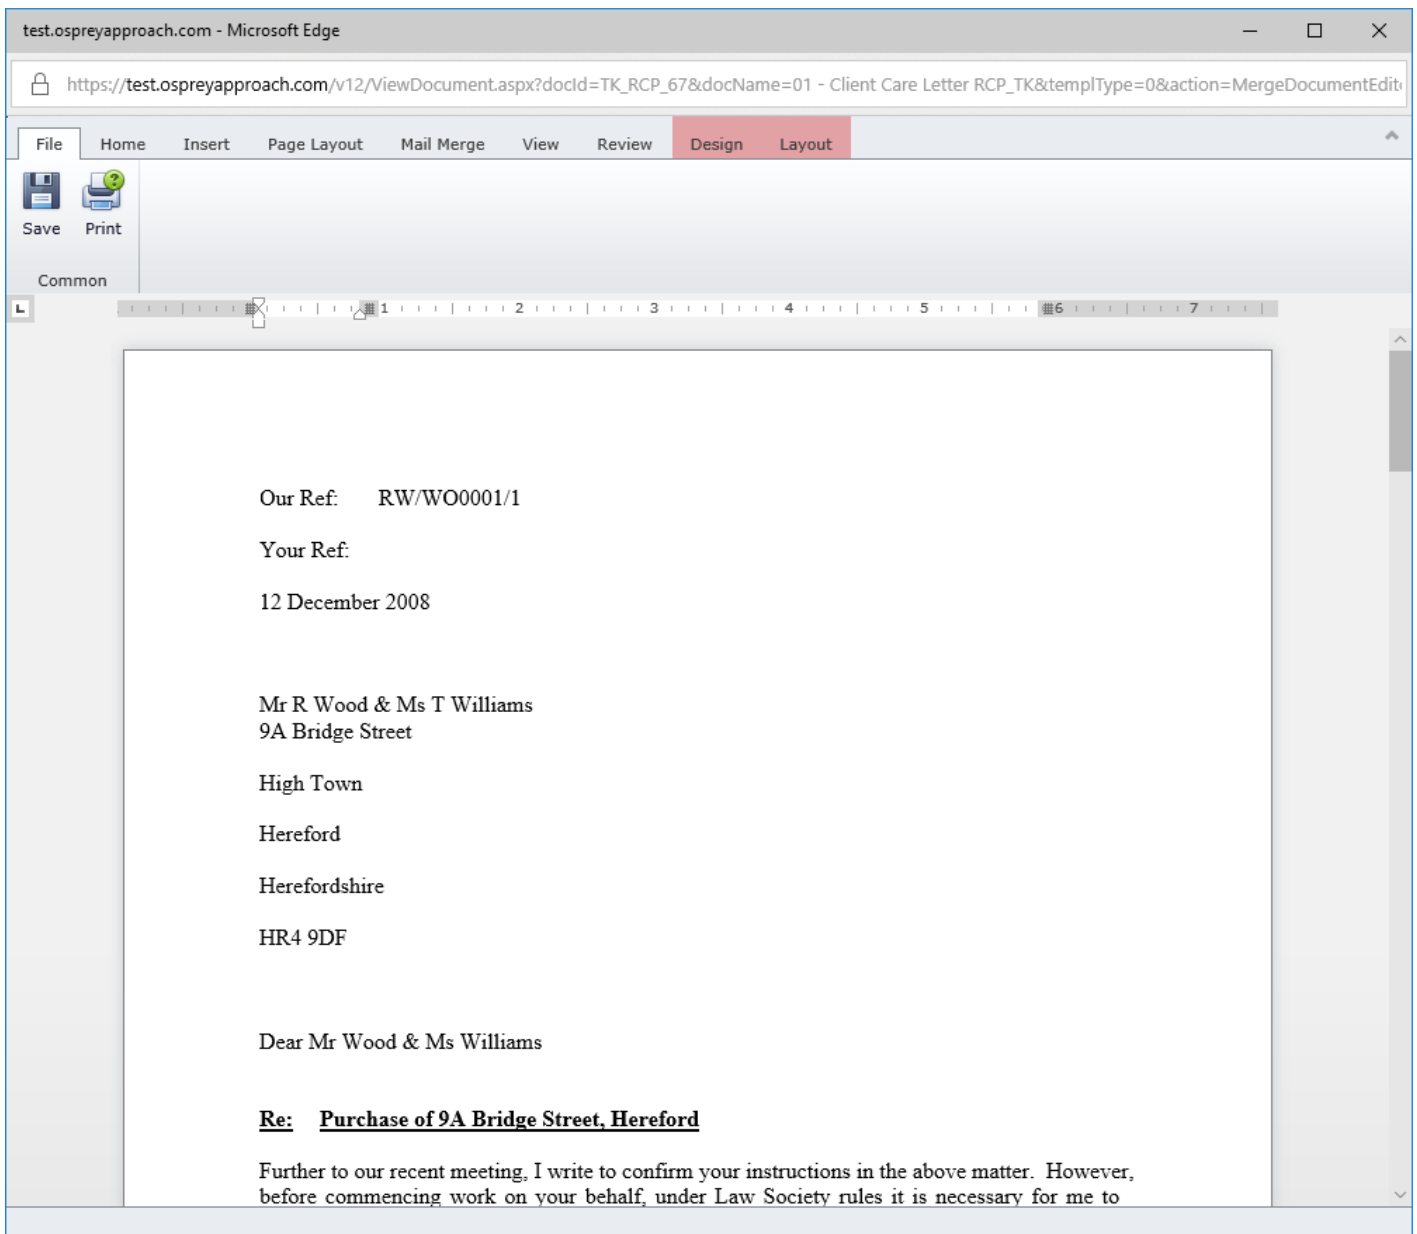 test.ospreyapproach.com - Microsoft Edge
https://test.ospreyapproach.com/v12/ViewDocument.aspx?docId=TK_RCP_67&docName=01 - Client Care Letter RCP_TK&templType=0&action=MergeDocumentEdit
File Home Insert Page Layout Mail Merge View Review Design Layout
Save Print
Common
1 2 3 4 5 6 7
Our Ref: RW/WO0001/1
Your Ref:
12 December 2008
Mr R Wood & Ms T Williams
9A Bridge Street
High Town
Hereford
Herefordshire
HR4 9DF
Dear Mr Wood & Ms Williams
Re: Purchase of 9A Bridge Street, Hereford
Further to our recent meeting, I write to confirm your instructions in the above matter. However,
before commencing work on your behalf, under Law Society rules it is necessary for me to